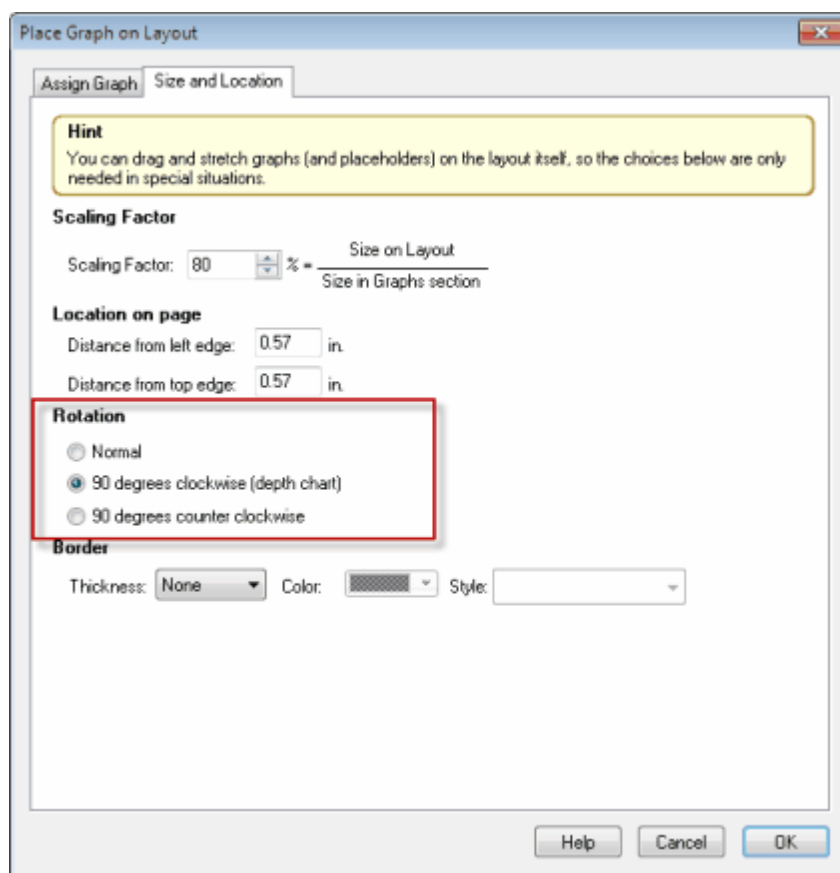 Place Graph on Layout
Assign Graph Size and Location
Hint
You can drag and stretch graphs (and placeholders) on the layout itself, so the choices below are only
needed in special situations.
Scaling Factor
Scaling Factor: 80 % = Size on Layout
Size in Graphs section
Location on page
Distance from left edge: 0.57 in.
Distance from top edge: 0.57 in.
Rotation
Normal
90 degrees clockwise (depth chart)
90 degrees counter clockwise
Border
Thickness: None Color: Style:
Help Cancel OK